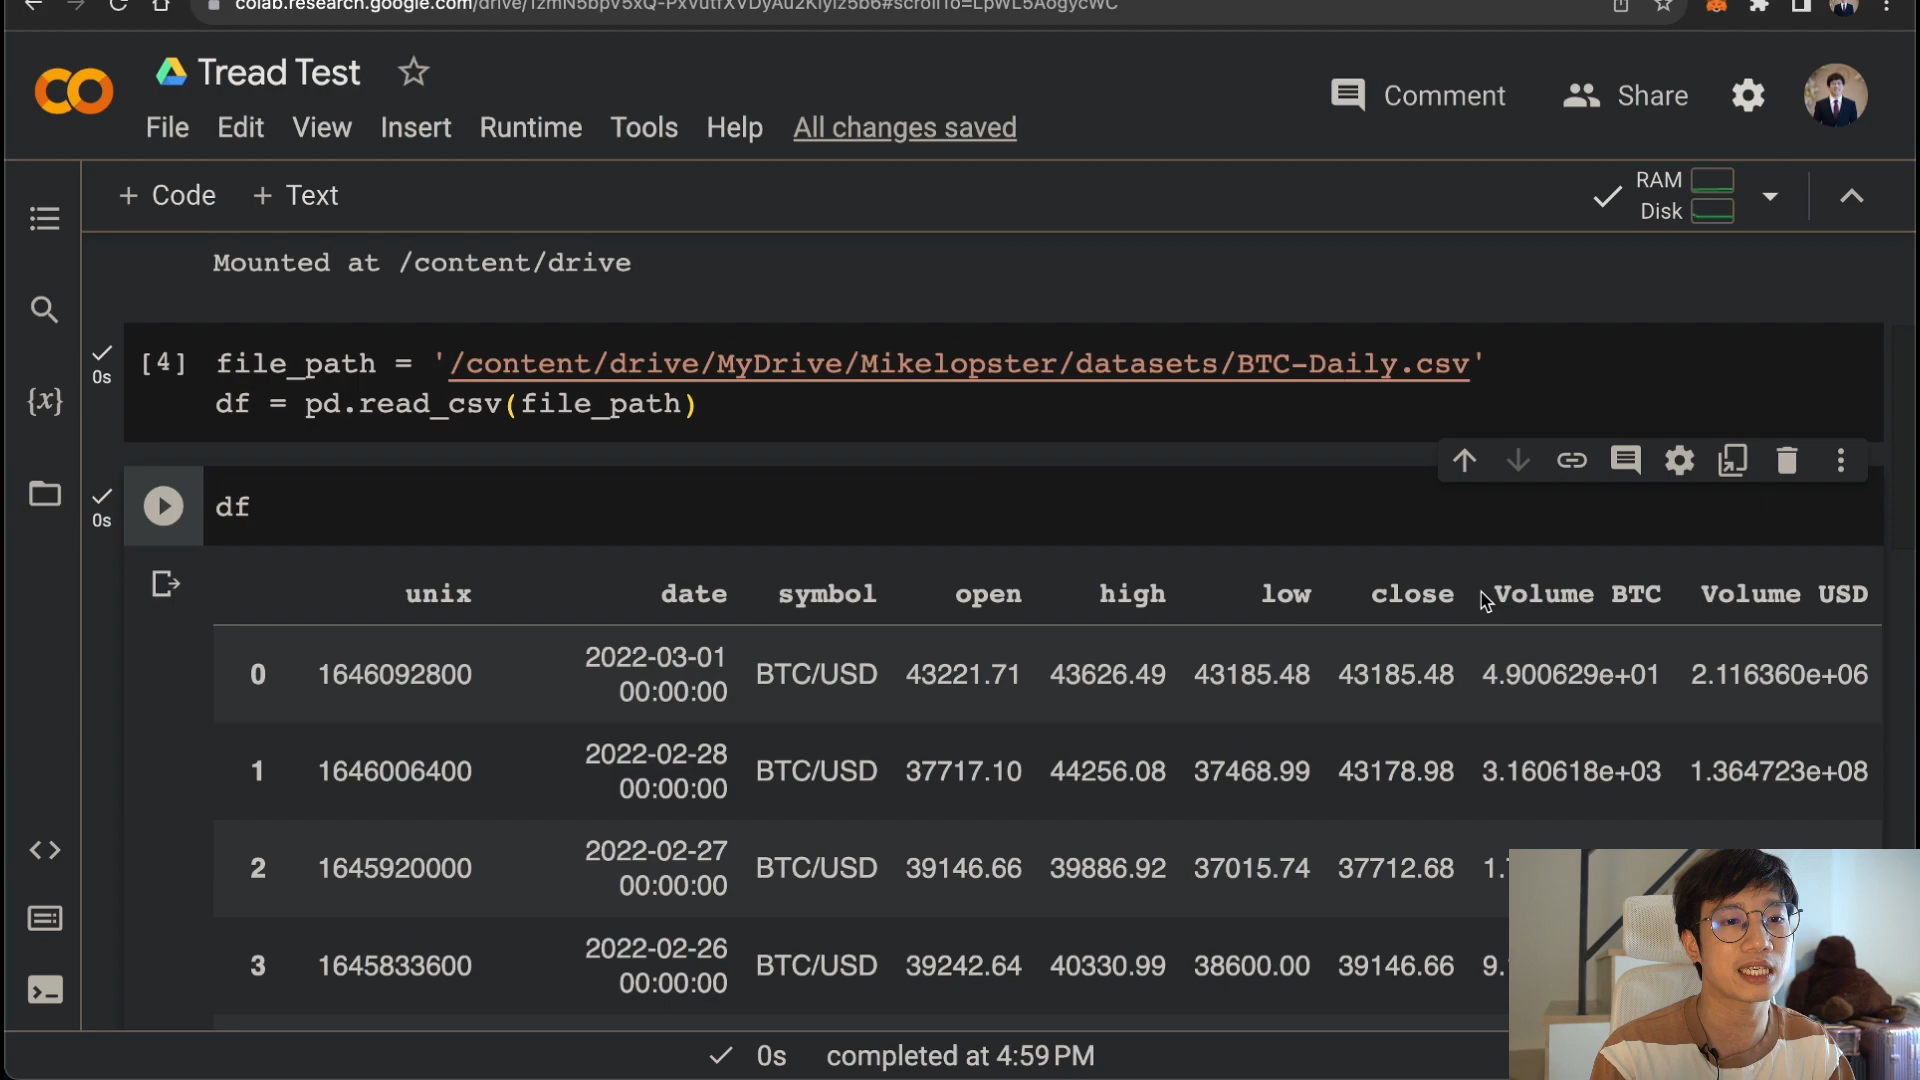 Tread Test
Comment
Share
File Edit View Insert Runtime Tools Help All changes saved
+ Code + Text
RAM
Disk
Mounted at /content/drive
[4] file_path = '/content/drive/MyDrive/Mikelopster/datasets/BTC-Daily.csv'
0s
df = pd.read_csv(file_path)
df
0s
unix date symbol open high low close Volume BTC Volume USD
0 1646092800 2022-03-01 00:00:00 BTC/USD 43221.71 43626.49 43185.48 43185.48 4.900629e+01 2.116360e+06
1 1646006400 2022-02-28 00:00:00 BTC/USD 37717.10 44256.08 37468.99 43178.98 3.160618e+03 1.364723e+08
2 1645920000 2022-02-27 00:00:00 BTC/USD 39146.66 39886.92 37015.74 37712.68 1.
3 1645833600 2022-02-26 00:00:00 BTC/USD 39242.64 40330.99 38600.00 39146.66 9.
0s completed at 4:59 PM